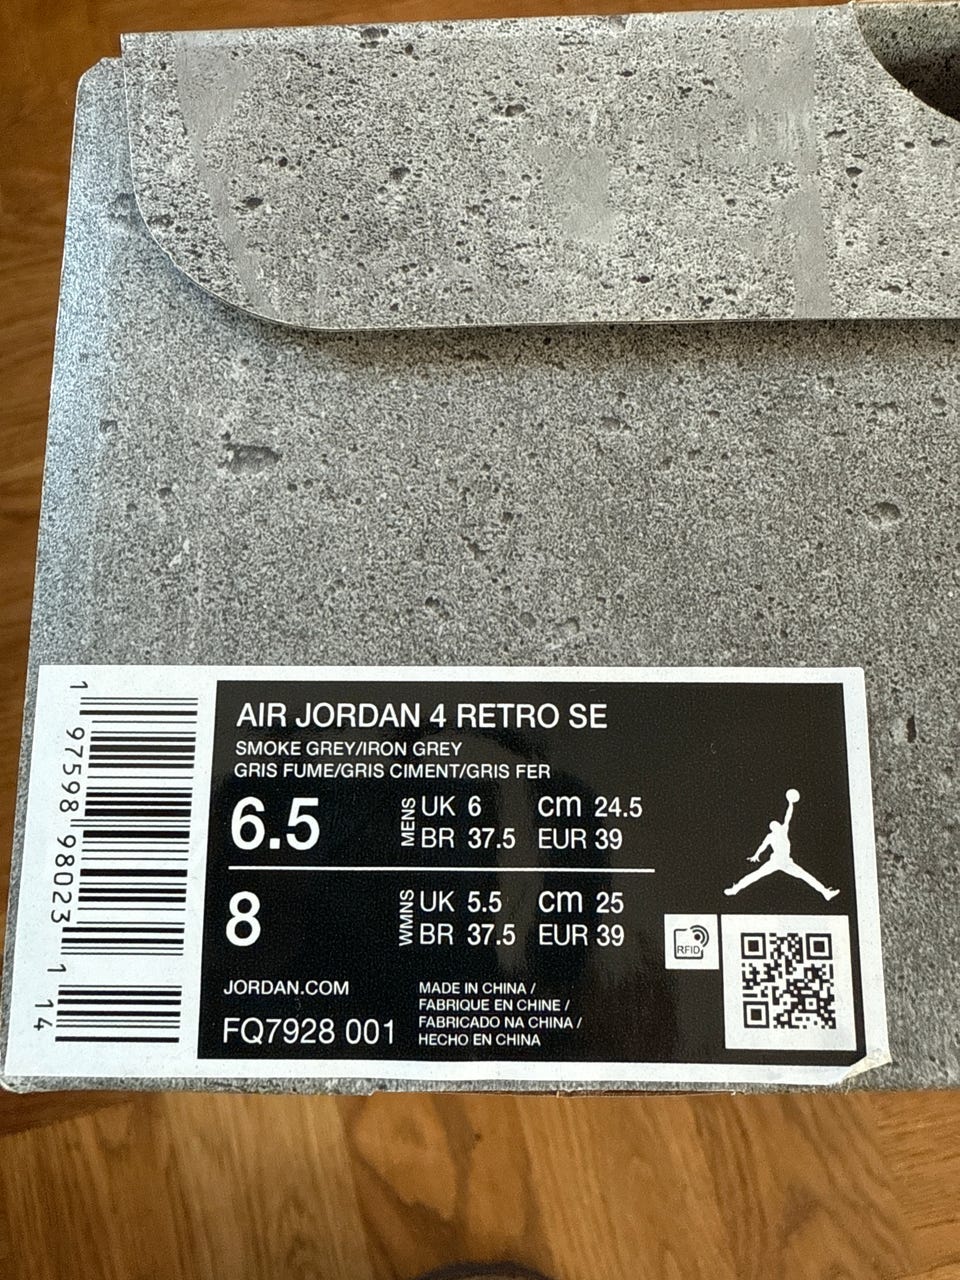 AIR JORDAN 4 RETRO SE
SMOKE GREY/IRON GREY
GRIS FUME/GRIS CIMENT/GRIS FER
6.5 MENS UK 6 cm 24.5
BR 37.5 EUR 39
8 WMNS UK 5.5 cm 25
BR 37.5 EUR 39
RFID
JORDAN.COM
FQ7928 001
MADE IN CHINA /
FABRIQUE EN CHINE /
FABRICADO NA CHINA /
HECHO EN CHINA
1 97598 98023 1 14